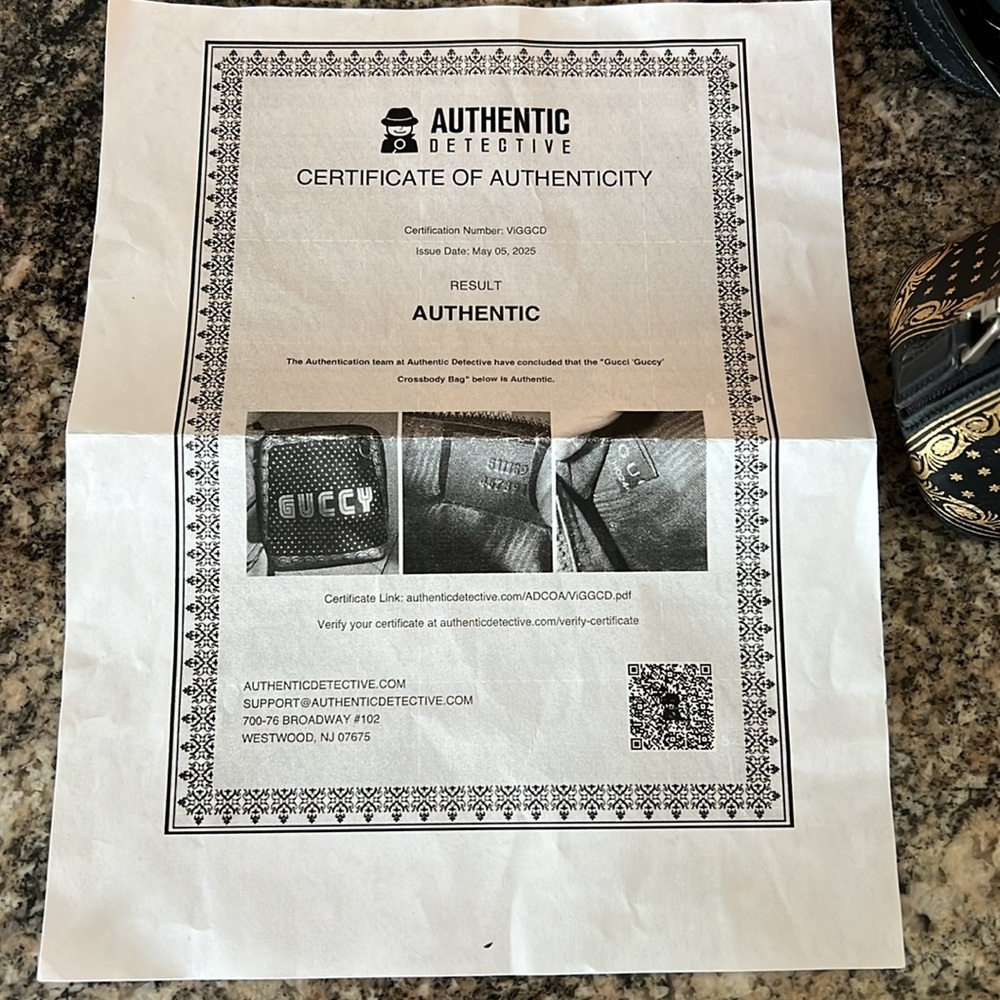 AUTHENTIC
DETECTIVE
CERTIFICATE OF AUTHENTICITY
Certification Number: ViGGCD
Issue Date: May 05, 2025
RESULT
AUTHENTIC
The Authentication team at Authentic Detective have concluded that the "Gucci 'Guccy'
Crossbody Bag" below is Authentic.
GUCCY
Certificate Link: authenticdetective.com/ADCOA/ViGGCD.pdf
Verify your certificate at authenticdetective.com/verify-certificate
AUTHENTICDETECTIVE.COM
SUPPORT@AUTHENTICDETECTIVE.COM
700-76 BROADWAY #102
WESTWOOD, NJ 07675